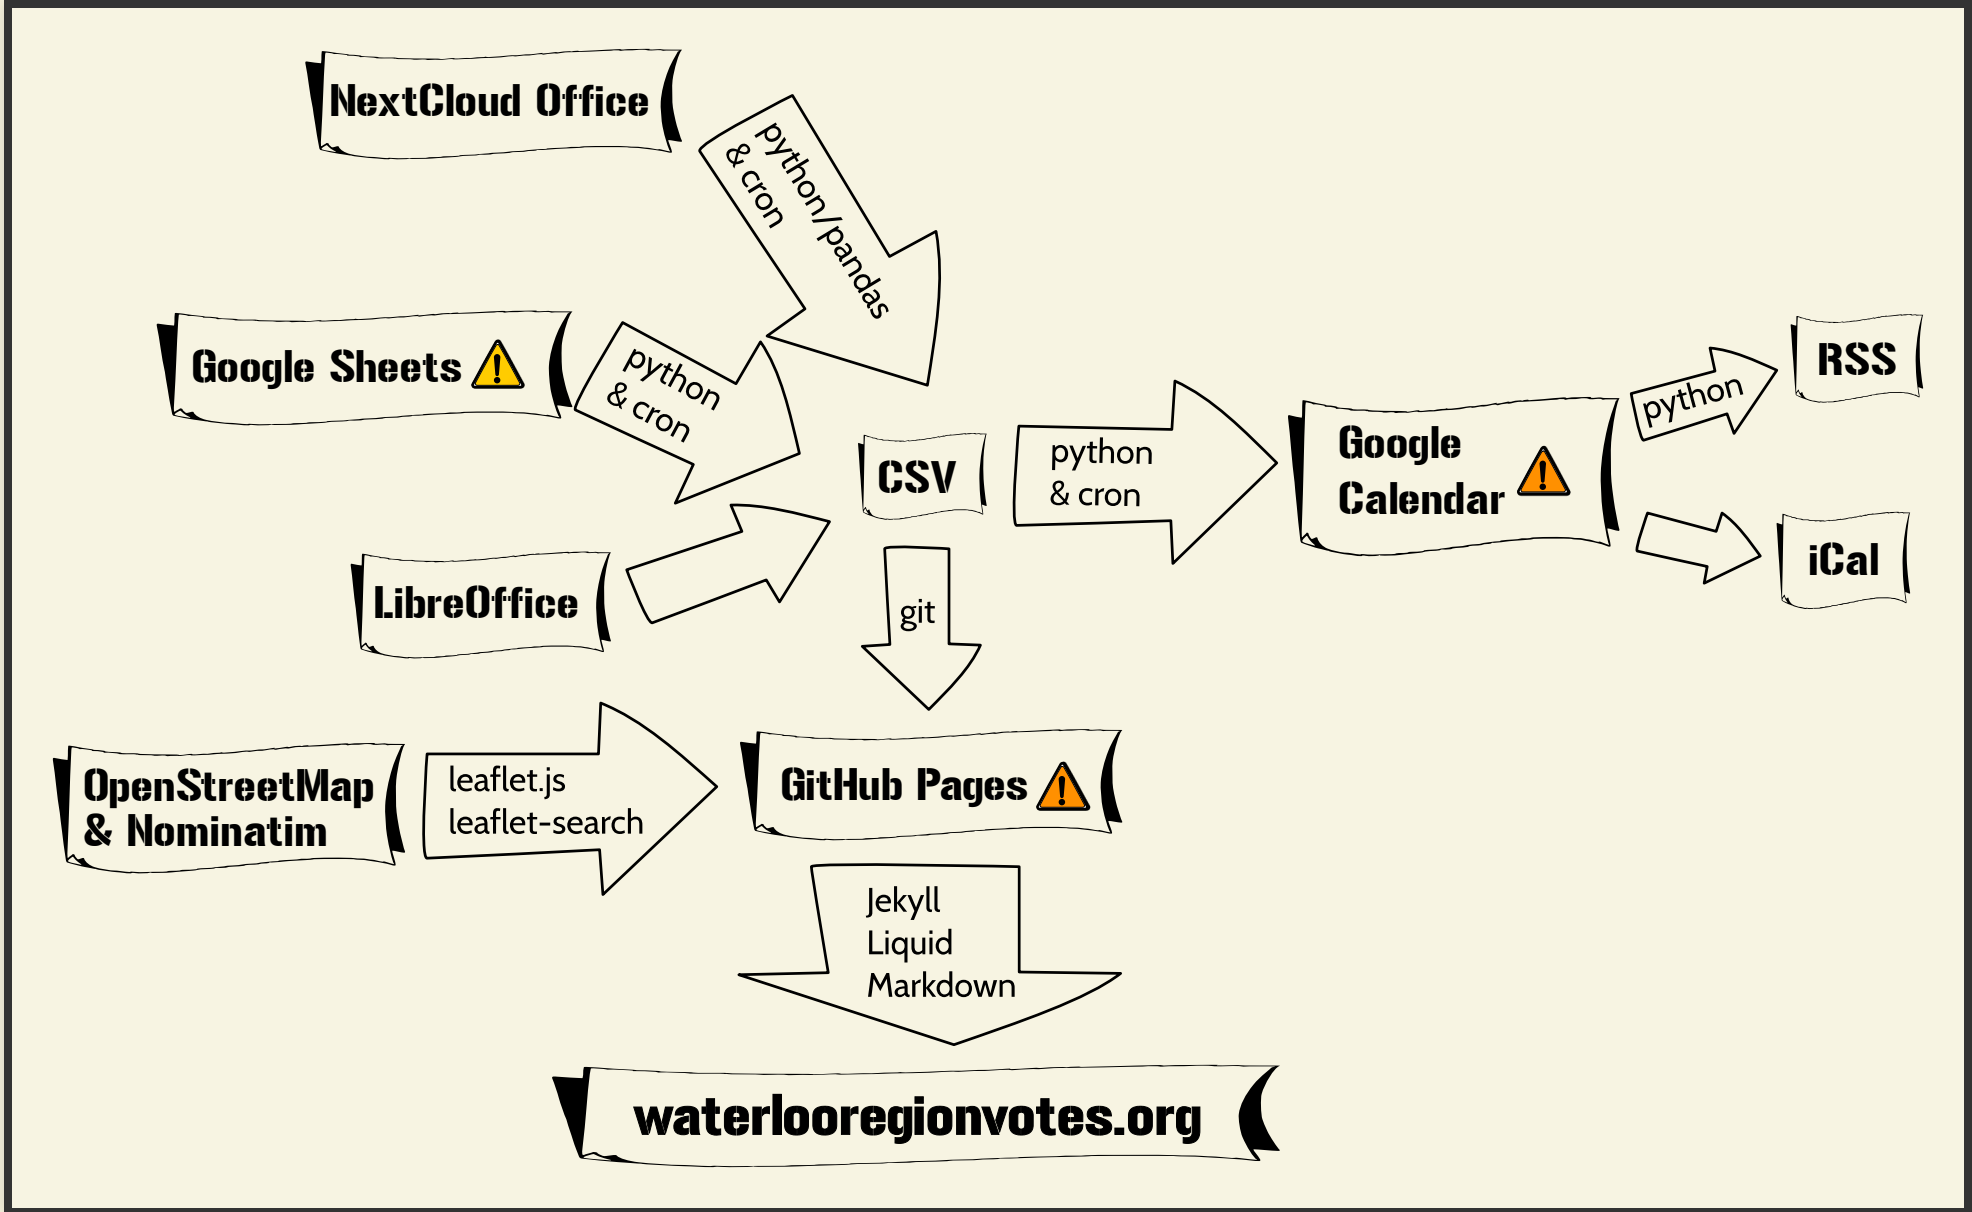 NextCloud Office
python/pandas
& cron
Google Sheets
python
& cron
LibreOffice
CSV
python
& cron
Google
Calendar
python
RSS
iCal
git
OpenStreetMap
& Nominatim
leaflet.js
leaflet-search
GitHub Pages
Jekyll
Liquid
Markdown
waterlooregionvotes.org